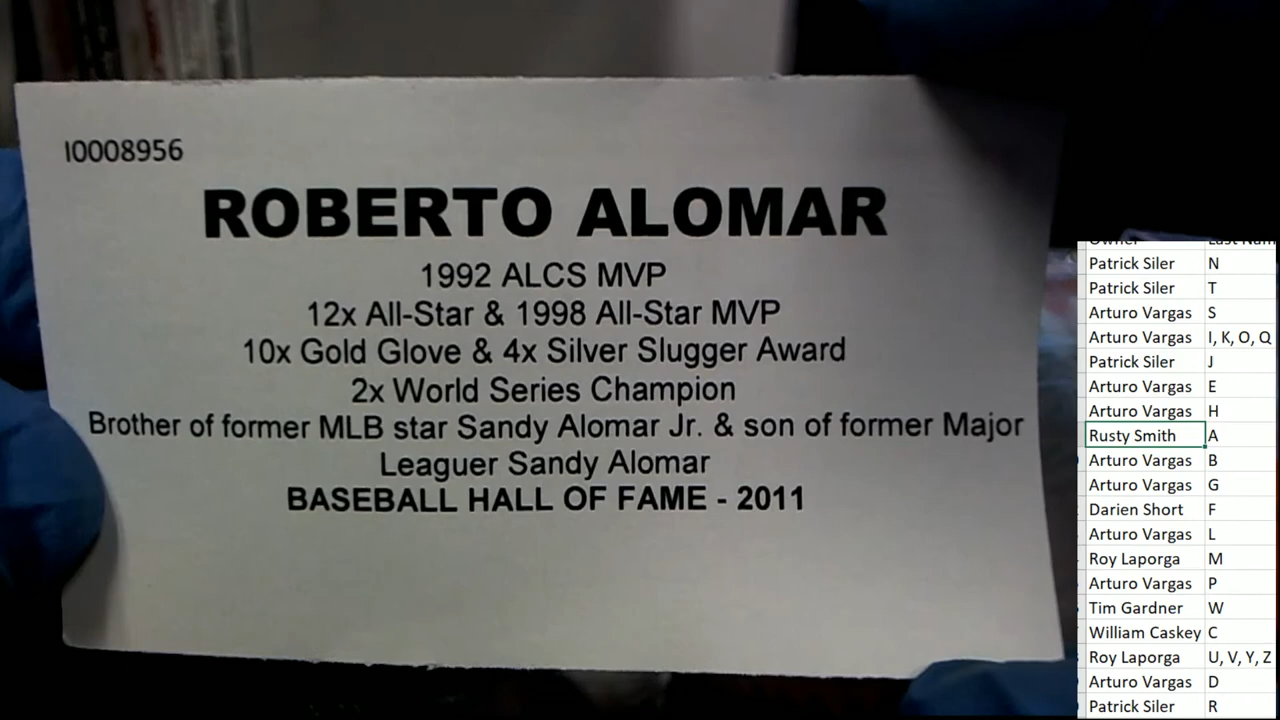 I0008956
ROBERTO ALOMAR
1992 ALCS MVP
12x All-Star & 1998 All-Star MVP
10x Gold Glove & 4x Silver Slugger Award
2x World Series Champion
Brother of former MLB star Sandy Alomar Jr. & son of former Major
Leaguer Sandy Alomar
BASEBALL HALL OF FAME - 2011
Patrick Siler N
Patrick Siler T
Arturo Vargas S
Arturo Vargas I, K, O, Q
Patrick Siler J
Arturo Vargas E
Arturo Vargas H
Rusty Smith A
Arturo Vargas B
Arturo Vargas G
Darien Short F
Arturo Vargas L
Roy Laporga M
Arturo Vargas P
Tim Gardner W
William Caskey C
Roy Laporga U, V, Y, Z
Arturo Vargas D
Patrick Siler R